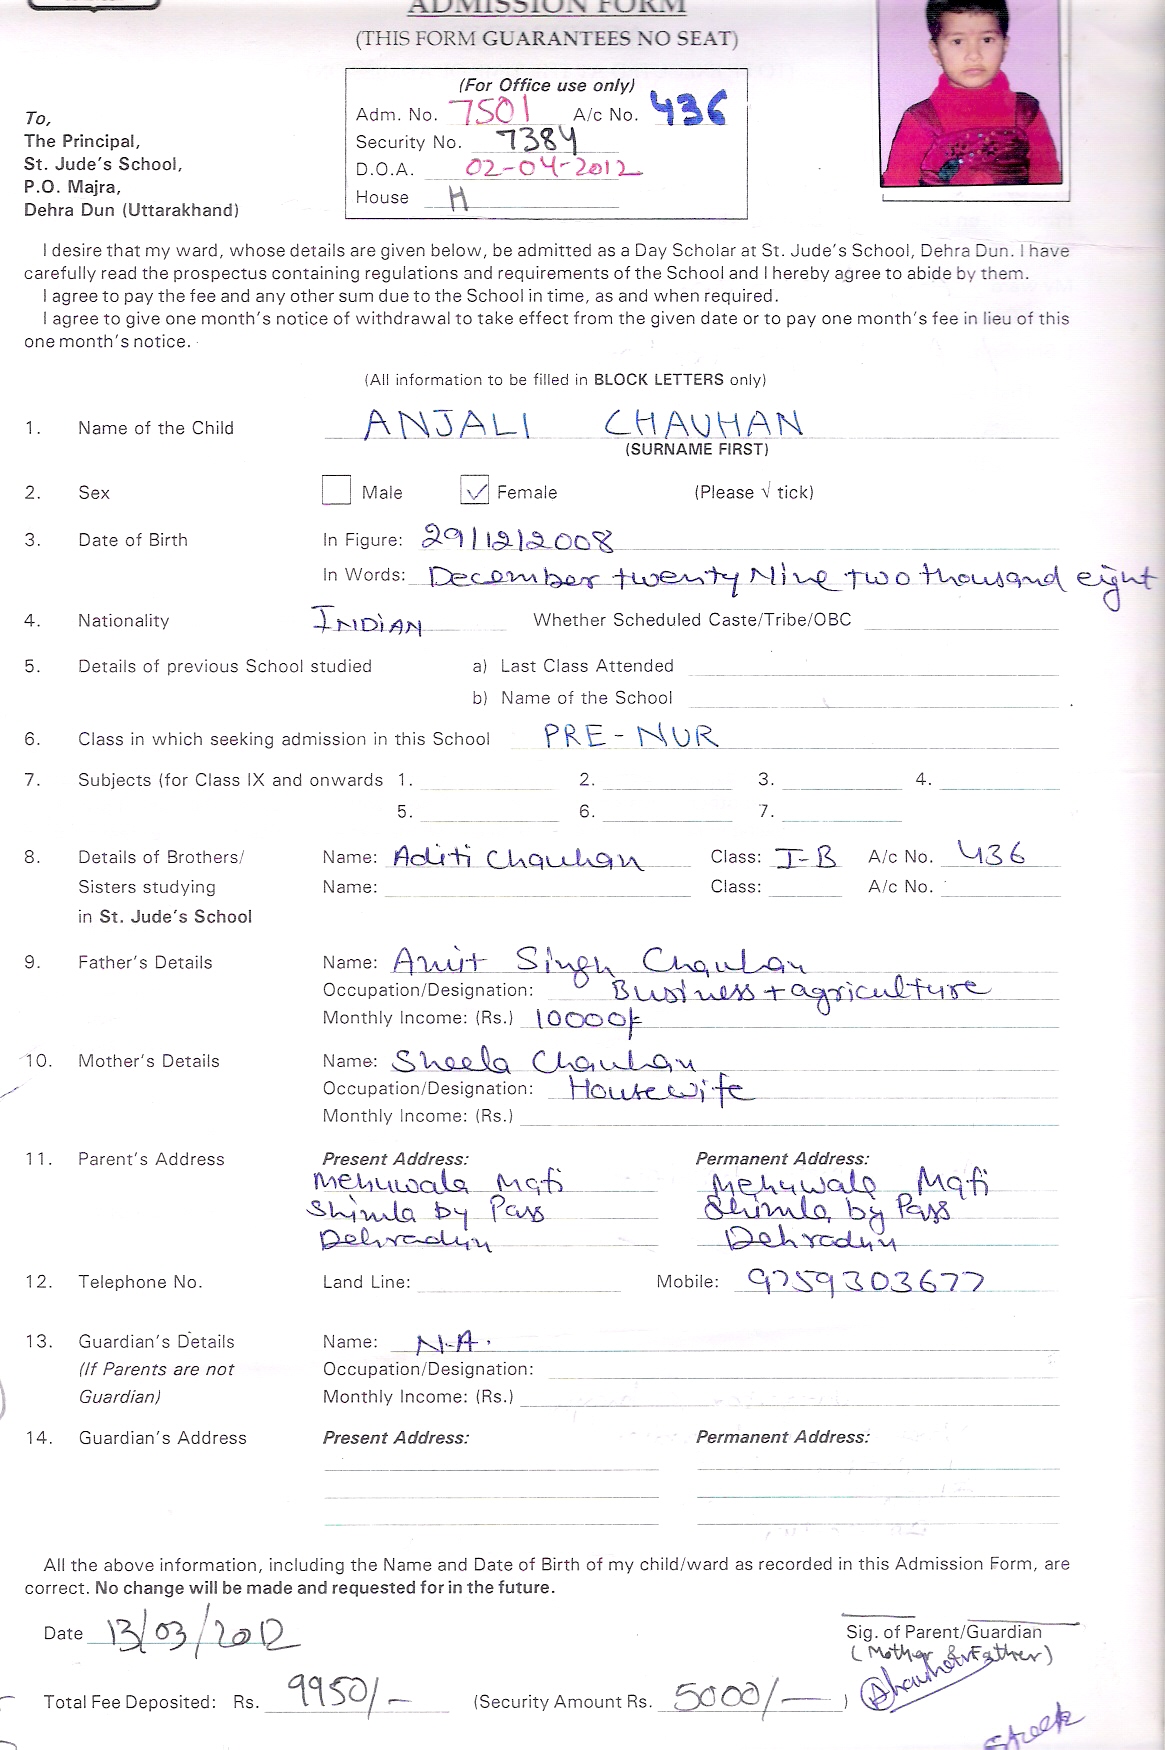 ADMISSION FORM
(THIS FORM GUARANTEES NO SEAT)
(For Office use only)
Adm. No. 7501 A/c No. 436
Security No. 7384
D.O.A. 02-04-2012
House H
To,
The Principal,
St. Jude's School,
P.O. Majra,
Dehra Dun (Uttarakhand)
I desire that my ward, whose details are given below, be admitted as a Day Scholar at St. Jude's School, Dehra Dun. I have
carefully read the prospectus containing regulations and requirements of the School and I hereby agree to abide by them.
I agree to pay the fee and any other sum due to the School in time, as and when required.
I agree to give one month's notice of withdrawal to take effect from the given date or to pay one month's fee in lieu of this
one month's notice.
(All information to be filled in BLOCK LETTERS only)
1. Name of the Child ANJALI CHAUHAN
(SURNAME FIRST)
2. Sex Male ✓ Female (Please √ tick)
3. Date of Birth In Figure: 29/12/2008
In Words: December twenty Nine two thousand eight
4. Nationality INDIAN Whether Scheduled Caste/Tribe/OBC
5. Details of previous School studied a) Last Class Attended
b) Name of the School
6. Class in which seeking admission in this School PRE-NUR
7. Subjects (for Class IX and onwards 1. 2. 3. 4.
5. 6. 7.
8. Details of Brothers/ Name: Aditi Chauhan Class: I-B A/c No. 436
Sisters studying Name: Class: A/c No.
in St. Jude's School
9. Father's Details Name: Amit Singh Chauhan
Occupation/Designation: Business + agriculture
Monthly Income: (Rs.) 10000/-
10. Mother's Details Name: Sheela Chauhan
Occupation/Designation: Housewife
Monthly Income: (Rs.)
11. Parent's Address Present Address: Permanent Address:
Mehuwala Mafi Mehuwala Mafi
Shimla by Pass Shimla by Pass
Dehradun Dehradun
12. Telephone No. Land Line: Mobile: 9759303677
13. Guardian's Details Name: N.A.
(If Parents are not Occupation/Designation:
Guardian) Monthly Income: (Rs.)
14. Guardian's Address Present Address: Permanent Address:
All the above information, including the Name and Date of Birth of my child/ward as recorded in this Admission Form, are
correct. No change will be made and requested for in the future.
Date 13/03/2012 Sig. of Parent/Guardian
(Mother & Father)
Total Fee Deposited: Rs. 9950/- (Security Amount Rs. 5000/- )